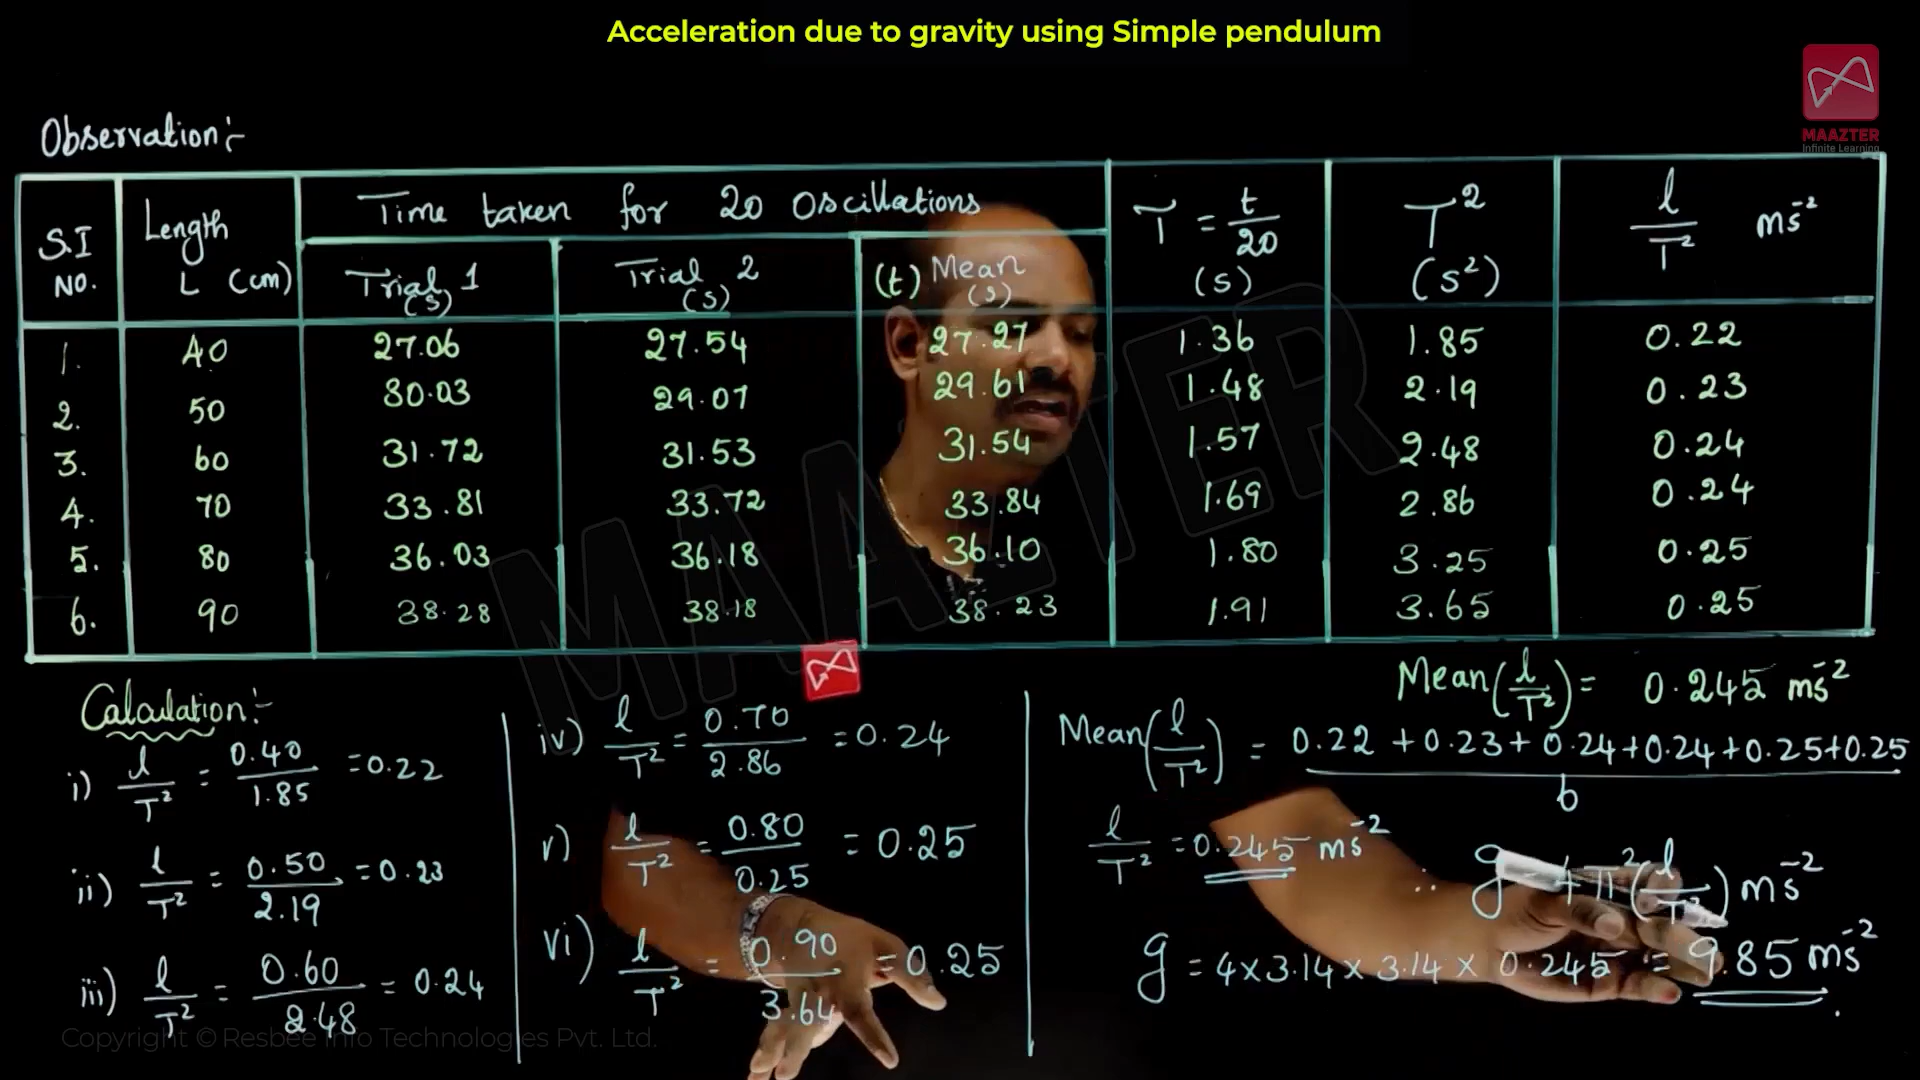 Acceleration due to gravity using Simple pendulum
MAAZTER
Infinite Learning
Observation:-
S.I NO. | Length L (cm) | Time taken for 20 Oscillations | T = t/20 (s) | T² (s²) | l/T² ms⁻²
Trial 1 (s) | Trial 2 (s) | (t) Mean (s)
1. 40 27.06 27.54 27.27 1.36 1.85 0.22
2. 50 30.03 29.07 29.61 1.48 2.19 0.23
3. 60 31.72 31.53 31.54 1.57 2.48 0.24
4. 70 33.81 33.72 33.84 1.69 2.86 0.24
5. 80 36.03 36.18 36.10 1.80 3.25 0.25
6. 90 38.28 38.18 38.23 1.91 3.65 0.25
MAAZTER
Mean (l/T²) = 0.245 ms⁻²
Calculation:-
i) l/T² = 0.40/1.85 = 0.22
ii) l/T² = 0.50/2.19 = 0.23
iii) l/T² = 0.60/2.48 = 0.24
iv) l/T² = 0.70/2.86 = 0.24
v) l/T² = 0.80/0.25 = 0.25
vi) l/T² = 0.90/3.64 = 0.25
Mean (l/T²) = 0.22 + 0.23 + 0.24 + 0.24 + 0.25 + 0.25 / 6
l/T² = 0.245 ms⁻²
∴ g = 4π² (l/T²) ms⁻²
g = 4 x 3.14 x 3.14 x 0.245 = 9.85 ms⁻².
Copyright © Resbee Info Technologies Pvt. Ltd.